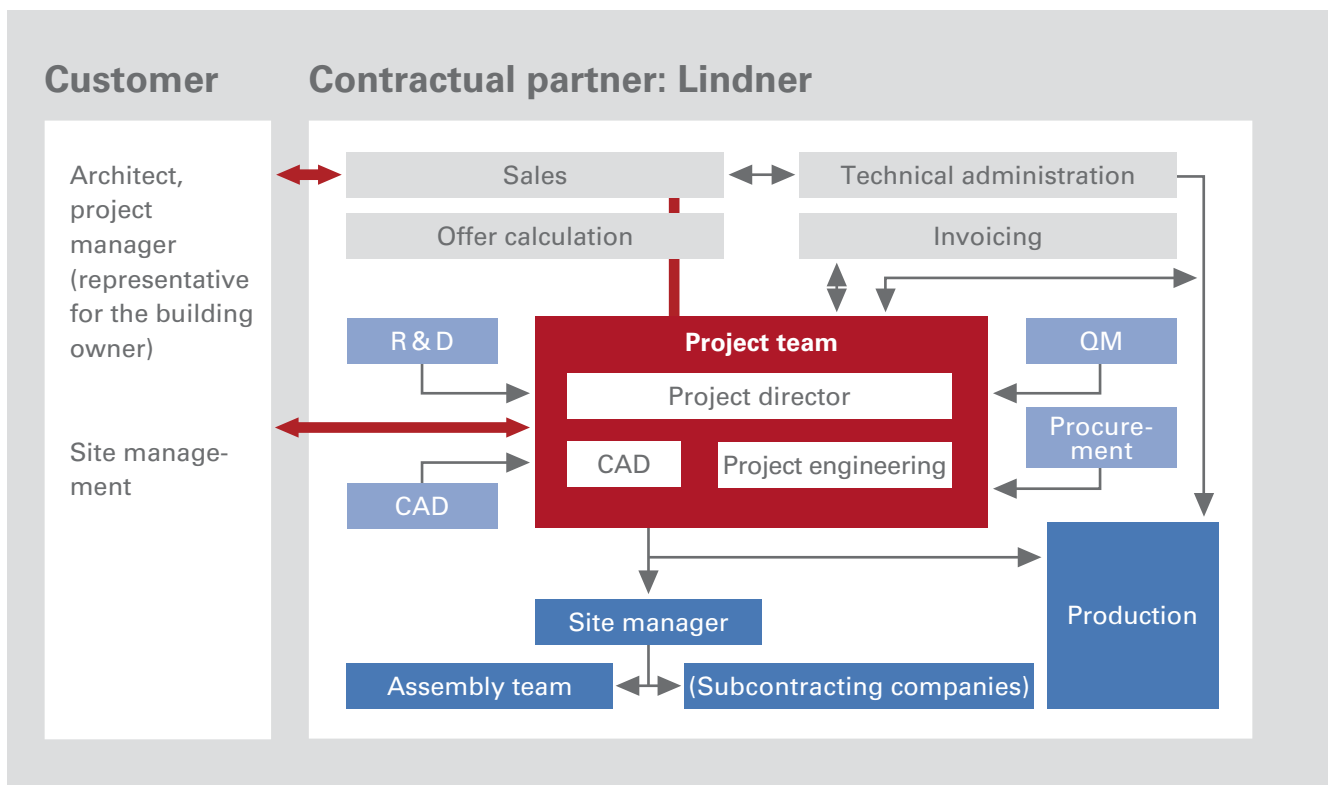 Customer
Contractual partner: Lindner
Architect,
project
manager
(representative
for the building
owner)
Site manage-
ment
Sales
Technical administration
Offer calculation
Invoicing
R & D
Project team
QM
Project director
Procure-
ment
CAD
Project engineering
CAD
Site manager
Production
Assembly team
(Subcontracting companies)